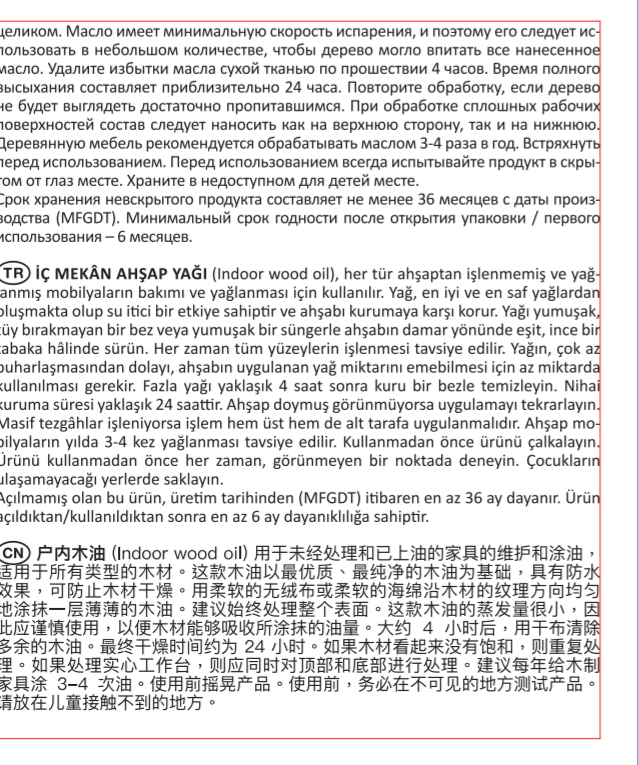 целиком. Масло имеет минимальную скорость испарения, и поэтому его следует ис-
пользовать в небольшом количестве, чтобы дерево могло впитать все нанесенное
масло. Удалите избытки масла сухой тканью по прошествии 4 часов. Время полного
высыхания составляет приблизительно 24 часа. Повторите обработку, если дерево
не будет выглядеть достаточно пропитавшимся. При обработке сплошных рабочих
поверхностей состав следует наносить как на верхнюю сторону, так и на нижнюю.
Деревянную мебель рекомендуется обрабатывать маслом 3-4 раза в год. Встряхнуть
перед использованием. Перед использованием всегда испытывайте продукт в скры-
том от глаз месте. Храните в недоступном для детей месте.
Срок хранения невскрытого продукта составляет не менее 36 месяцев с даты произ-
водства (MFGDT). Минимальный срок годности после открытия упаковки / первого
использования – 6 месяцев.
TR İÇ MEKÂN AHŞAP YAĞI (Indoor wood oil), her tür ahşaptan işlenmemiş ve yağ-
lanmış mobilyaların bakımı ve yağlanması için kullanılır. Yağ, en iyi ve en saf yağlardan
oluşmakta olup su itici bir etkiye sahiptir ve ahşabı kurumaya karşı korur. Yağı yumuşak,
tüy bırakmayan bir bez veya yumuşak bir süngerle ahşabın damar yönünde eşit, ince bir
tabaka hâlinde sürün. Her zaman tüm yüzeylerin işlenmesi tavsiye edilir. Yağın, çok az
buharlaşmasından dolayı, ahşabın uygulanan yağ miktarını emebilmesi için az miktarda
kullanılması gerekir. Fazla yağı yaklaşık 4 saat sonra kuru bir bezle temizleyin. Nihai
kuruma süresi yaklaşık 24 saattir. Ahşap doymuş görünmüyorsa uygulamayı tekrarlayın.
Masif tezgâhlar işleniyorsa işlem hem üst hem de alt tarafa uygulanmalıdır. Ahşap mo-
bilyaların yılda 3-4 kez yağlanması tavsiye edilir. Kullanmadan önce ürünü çalkalayın.
Ürünü kullanmadan önce her zaman, görünmeyen bir noktada deneyin. Çocukların
ulaşamayacağı yerlerde saklayın.
Açılmamış olan bu ürün, üretim tarihinden (MFGDT) itibaren en az 36 ay dayanır. Ürün
açıldıktan/kullanıldıktan sonra en az 6 ay dayanıklılığa sahiptir.
CN 户内木油 (Indoor wood oil) 用于未经处理和已上油的家具的维护和涂油，
适用于所有类型的木材。这款木油以最优质、最纯净的木油为基础，具有防水
效果，可防止木材干燥。用柔软的无绒布或柔软的海绵沿木材的纹理方向均匀
地涂抹一层薄薄的木油。建议始终处理整个表面。这款木油的蒸发量很小，因
此应谨慎使用，以便木材能够吸收所涂抹的油量。大约 4 小时后，用干布清除
多余的木油。最终干燥时间约为 24 小时。如果木材看起来没有饱和，则重复处
理。如果处理实心工作台，则应同时对顶部和底部进行处理。建议每年给木制
家具涂 3–4 次油。使用前摇晃产品。使用前，务必在不可见的地方测试产品。
请放在儿童接触不到的地方。